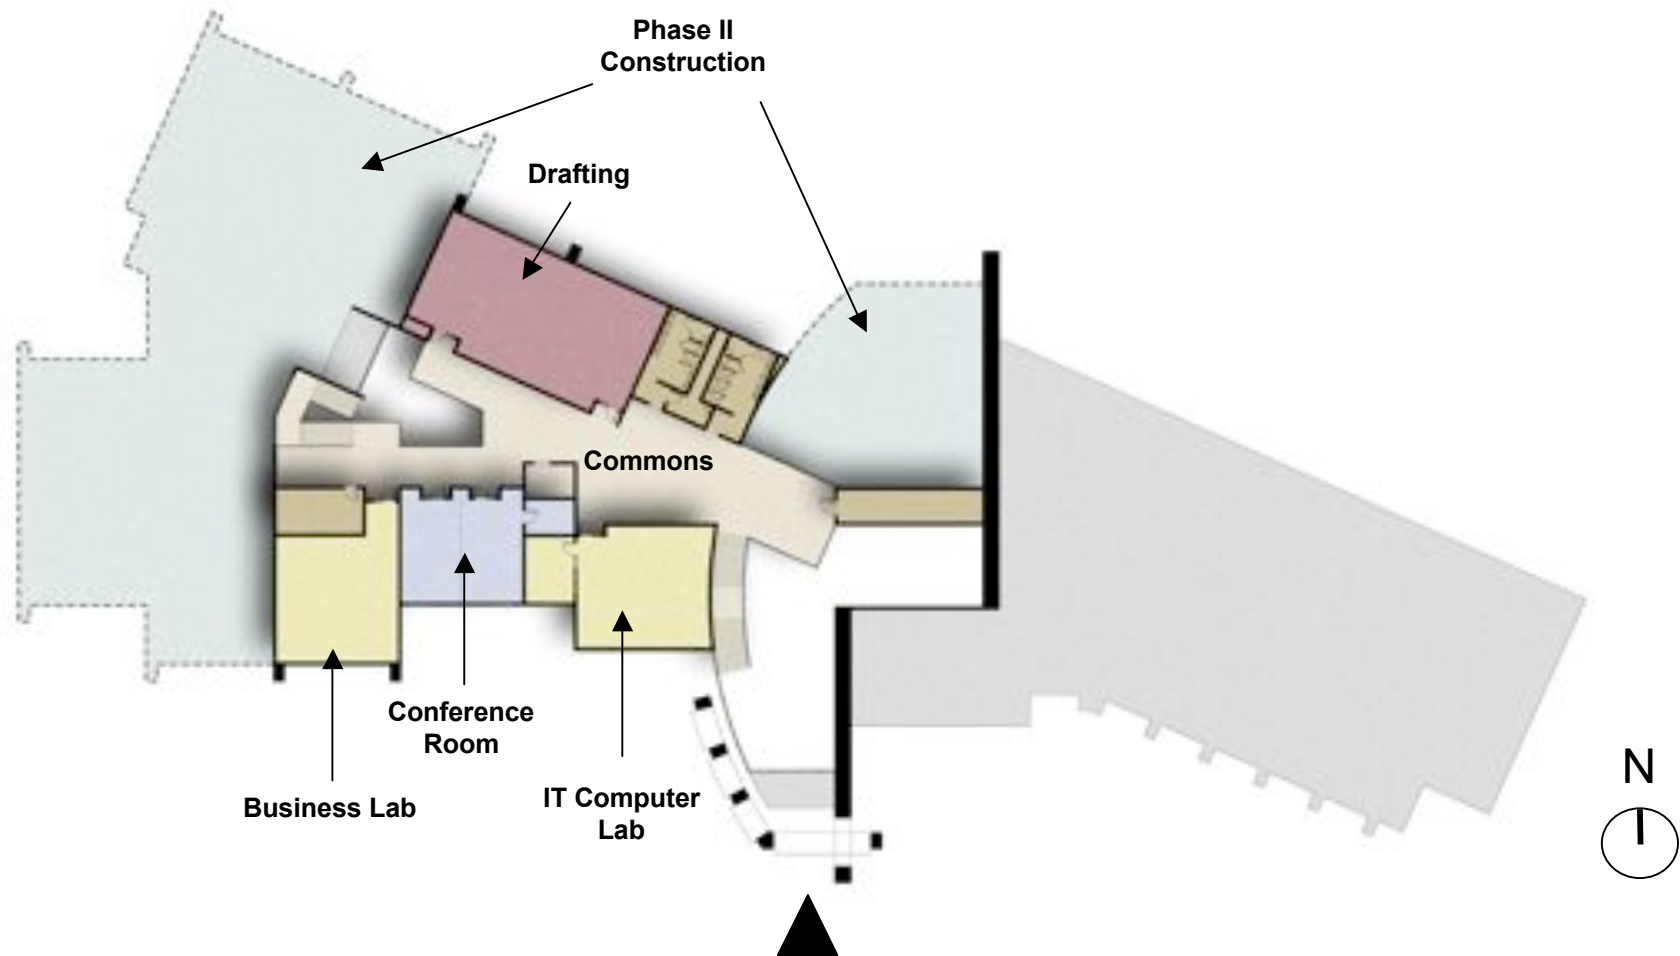 Phase II
Construction
Drafting
Commons
Conference
Room
Business Lab
IT Computer
Lab
N